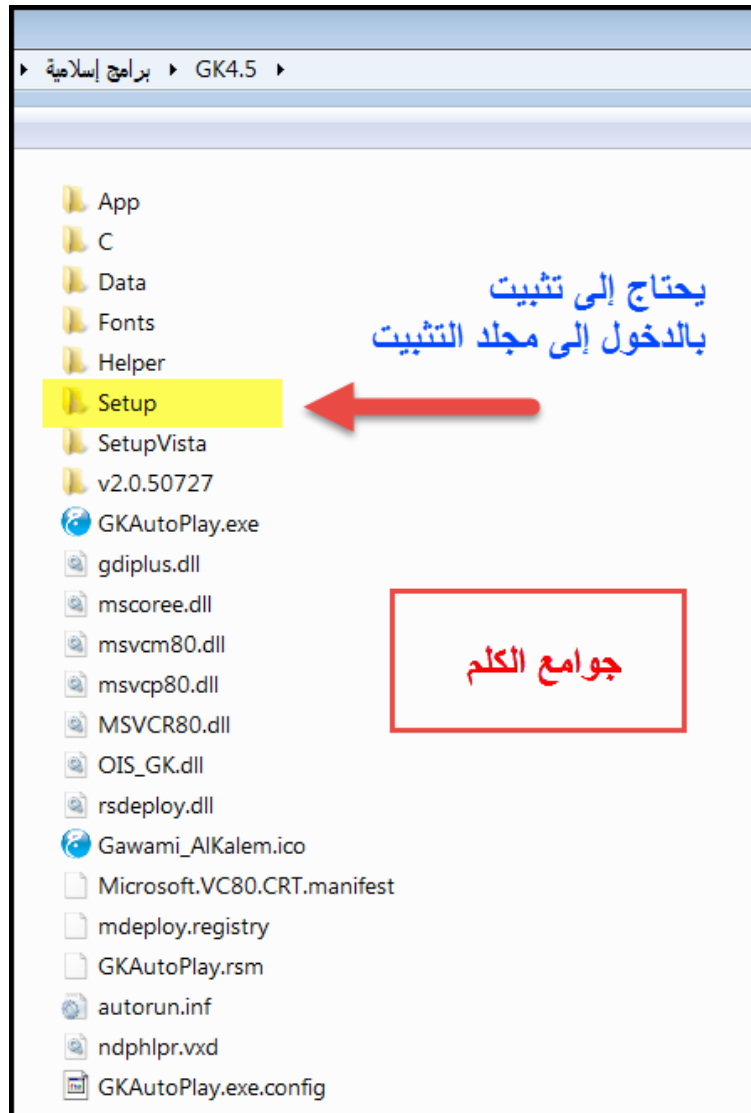 برامج إسلامية ◂ GK4.5 ◂
App
C
Data
يحتاج إلى تثبيت
Fonts
بالدخول إلى مجلد التثبيت
Helper
Setup
SetupVista
v2.0.50727
GKAutoPlay.exe
gdiplus.dll
mscoree.dll
msvcm80.dll
جوامع الكلم
msvcp80.dll
MSVCR80.dll
OIS_GK.dll
rsdeploy.dll
Gawami_AlKalem.ico
Microsoft.VC80.CRT.manifest
mdeploy.registry
GKAutoPlay.rsm
autorun.inf
ndphlpr.vxd
GKAutoPlay.exe.config